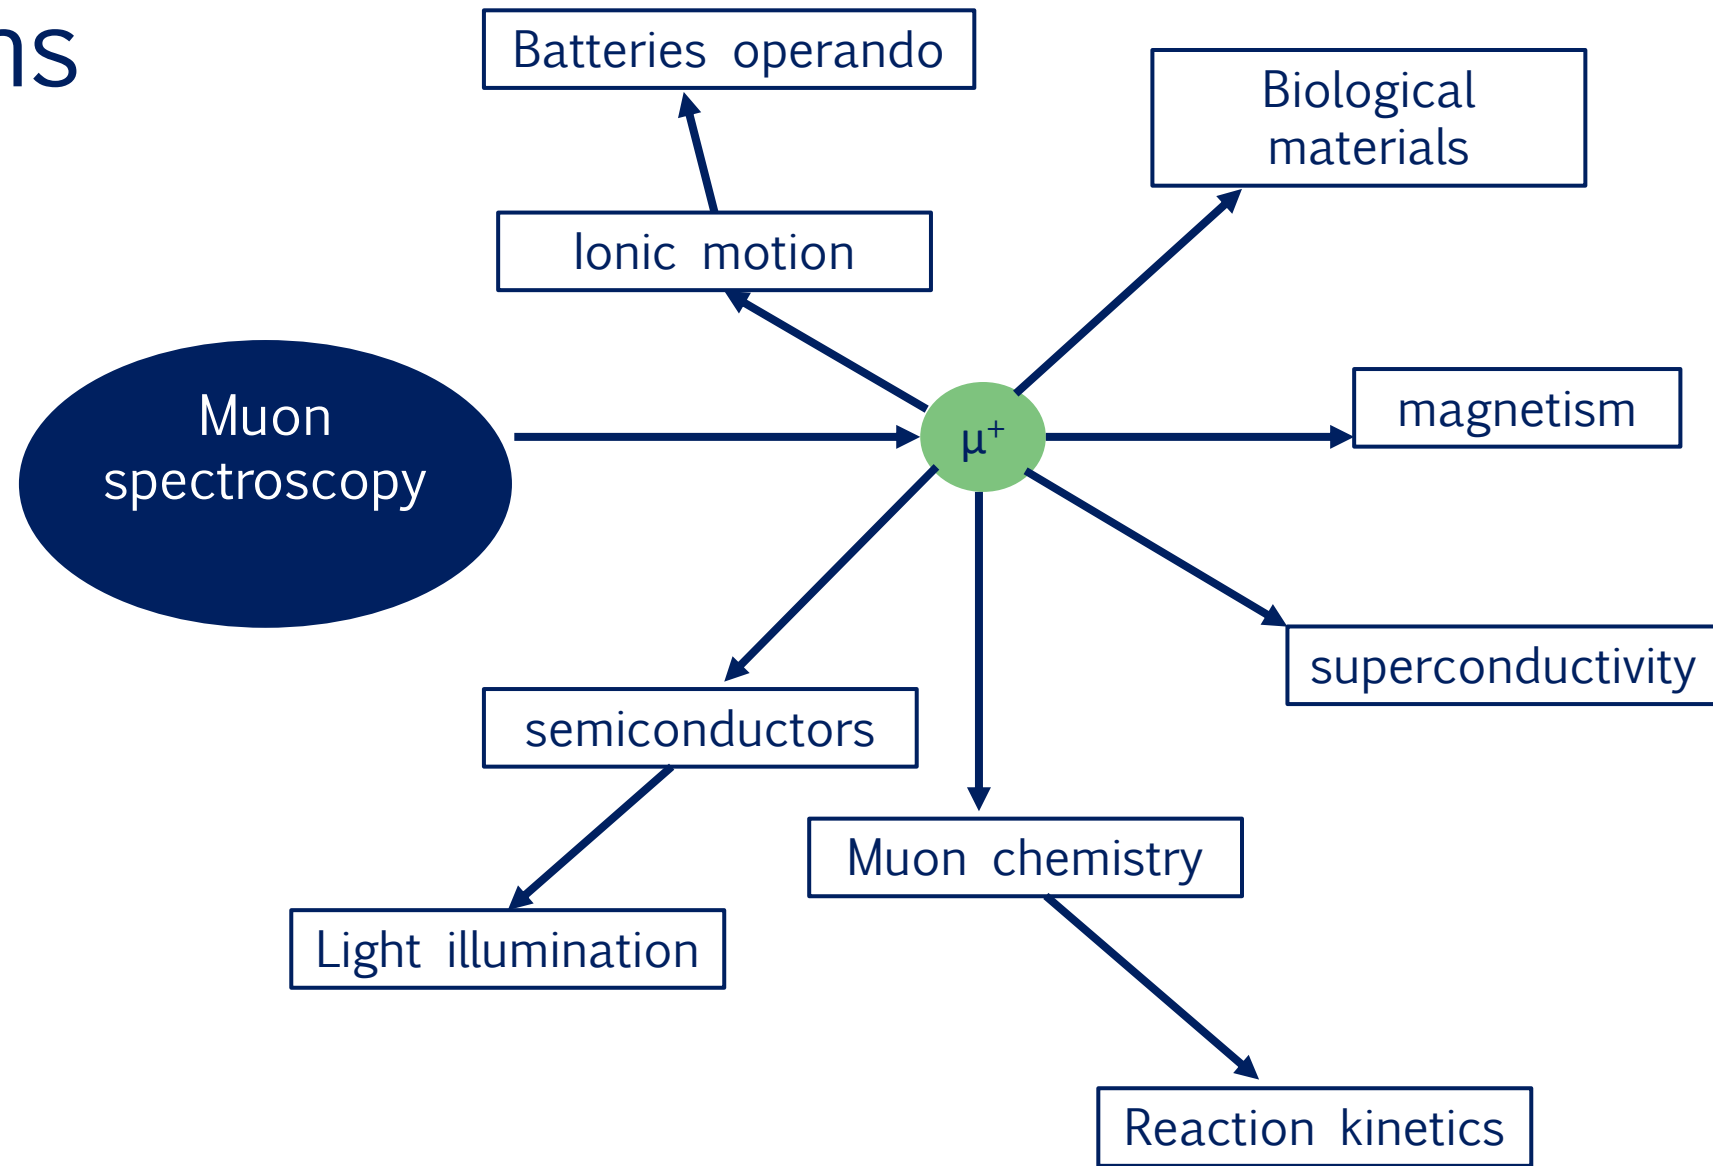 ns
Batteries operando
Biological
materials
Ionic motion
Muon
spectroscopy
μ⁺
magnetism
superconductivity
semiconductors
Muon chemistry
Light illumination
Reaction kinetics